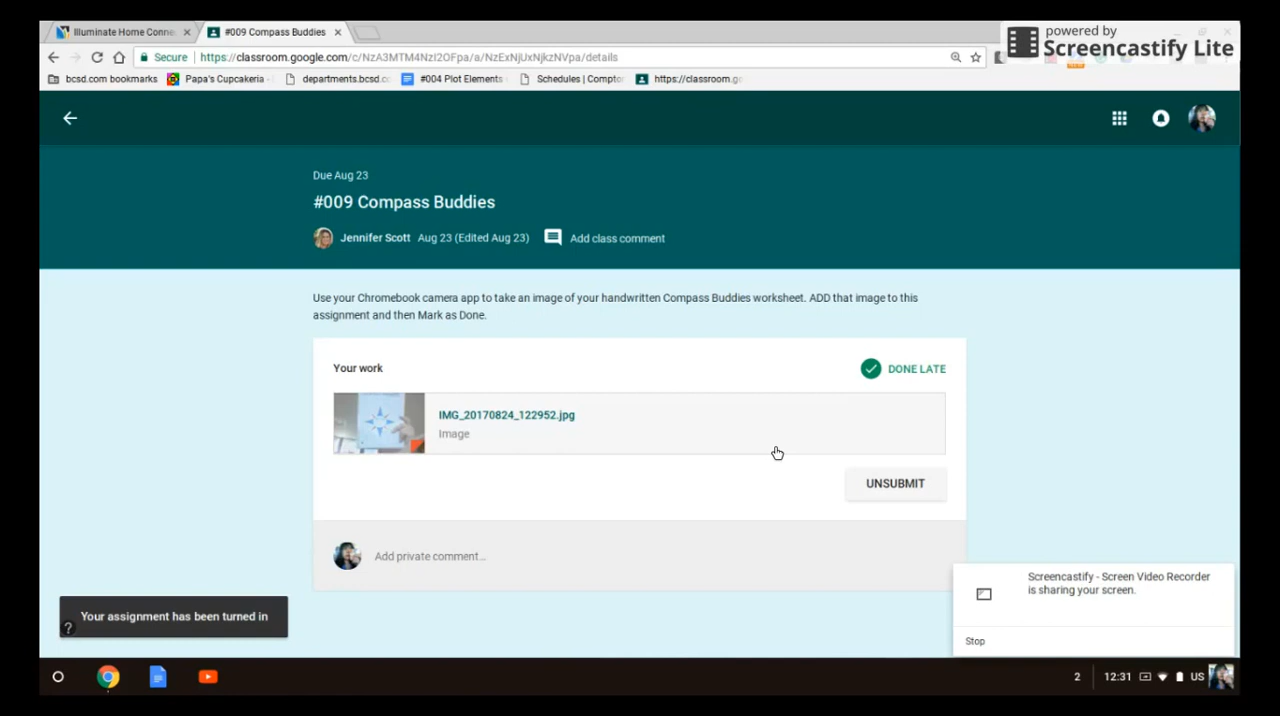 powered by
Screencastify Lite
Illuminate Home Conne
#009 Compass Buddies
Secure
https://classroom.google.com/c/NzA3MTM4NzI2OFpa/a/NzExNjUxNjkzNVpa/details
bcsd.com bookmarks
Papa's Cupcakeria -
departments.bcsd.co
#004 Plot Elements
Schedules | Compto
https://classroom.go
Due Aug 23
#009 Compass Buddies
Jennifer Scott Aug 23 (Edited Aug 23) Add class comment
Use your Chromebook camera app to take an image of your handwritten Compass Buddies worksheet. ADD that image to this
assignment and then Mark as Done.
Your work
DONE LATE
IMG_20170824_122952.jpg
Image
UNSUBMIT
Add private comment...
Screencastify - Screen Video Recorder
is sharing your screen.
Stop
Your assignment has been turned in
?
2
12:31
US